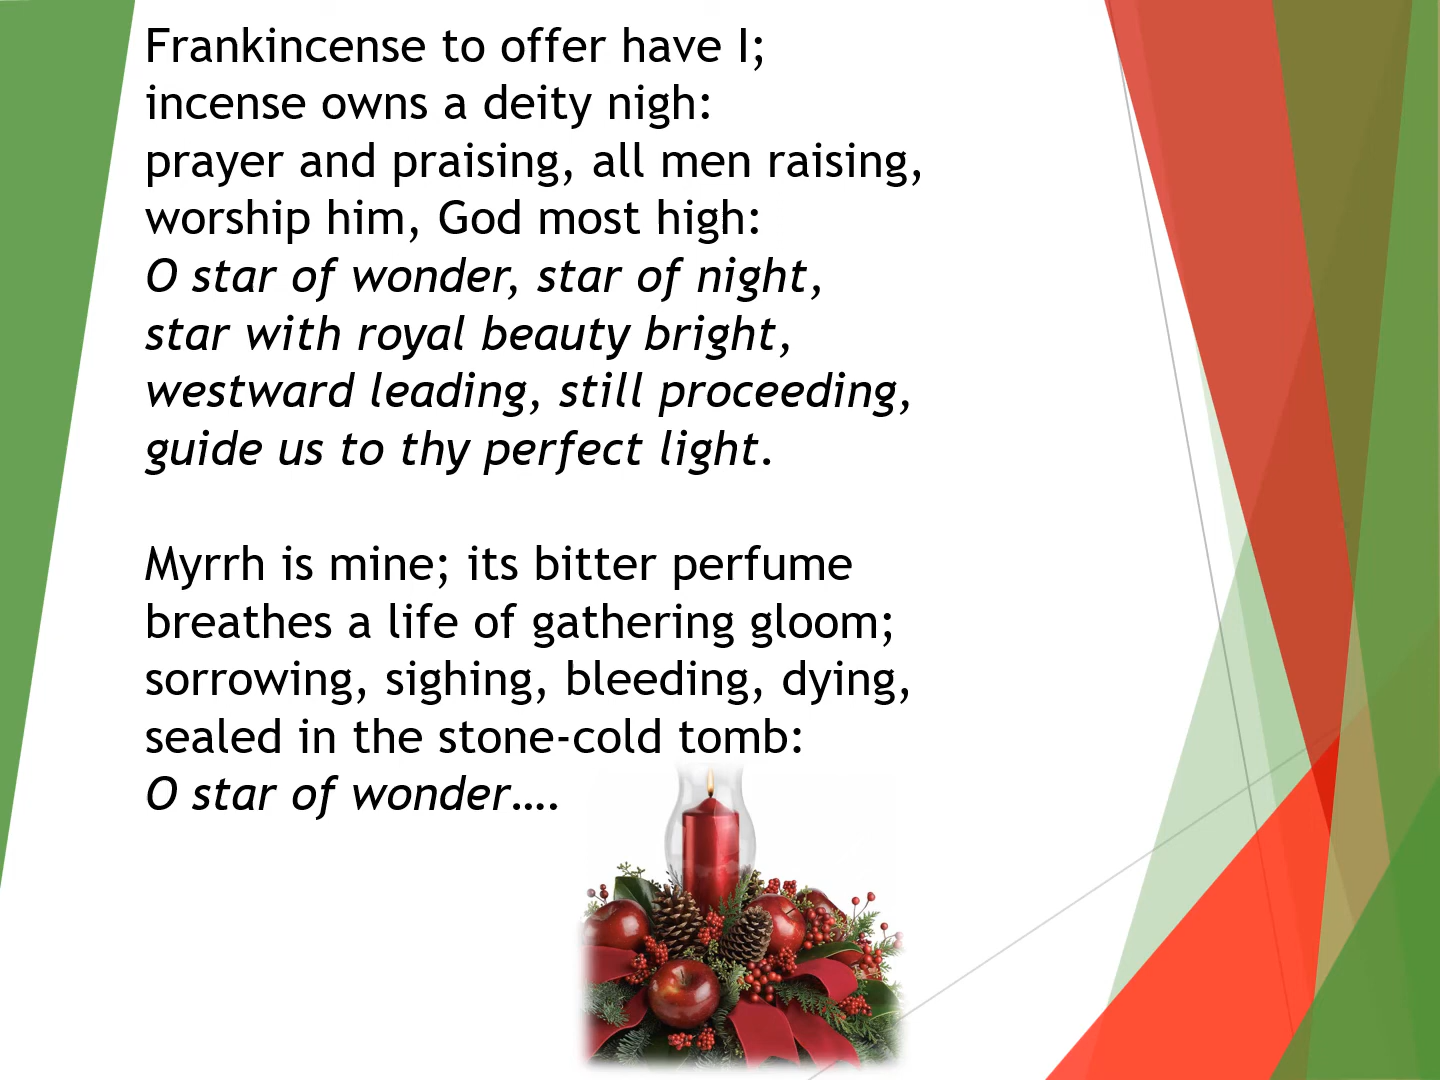 Frankincense to offer have I;
incense owns a deity nigh:
prayer and praising, all men raising,
worship him, God most high:
O star of wonder, star of night,
star with royal beauty bright,
westward leading, still proceeding,
guide us to thy perfect light.
Myrrh is mine; its bitter perfume
breathes a life of gathering gloom;
sorrowing, sighing, bleeding, dying,
sealed in the stone-cold tomb:
O star of wonder....